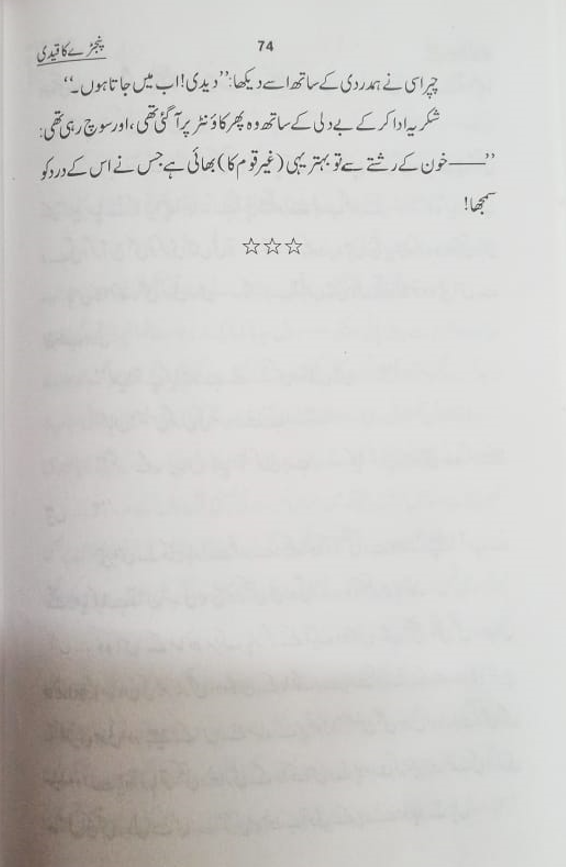 پنجڑے کا قیدی
74
چپراسی نے ہمدردی کے ساتھ اسے دیکھا: ’’دیدی! اب میں جاتا ہوں۔‘‘
شکریہ ادا کر کے بے دلی کے ساتھ وہ پھر کاؤنٹر پر آ گئی تھی، اور سوچ رہی تھی:
’’——خون کے رشتے سے تو بہتر یہی (غیر قوم کا) بھائی ہے جس نے اس کے درد کو
سمجھا!
☆☆☆